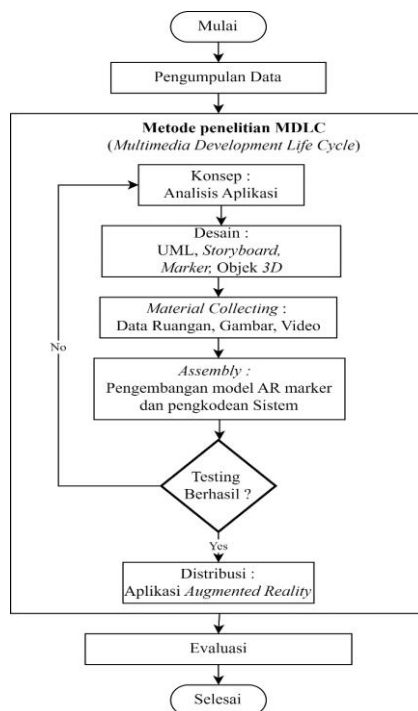 Mulai
Pengumpulan Data
Metode penelitian MDLC
(Multimedia Development Life Cycle)
Konsep :
Analisis Aplikasi
Desain :
UML, Storyboard,
Marker, Objek 3D
Material Collecting :
Data Ruangan, Gambar, Video
No
Assembly :
Pengembangan model AR marker
dan pengkodean Sistem
Testing
Berhasil ?
Yes
Distribusi :
Aplikasi Augmented Reality
Evaluasi
Selesai